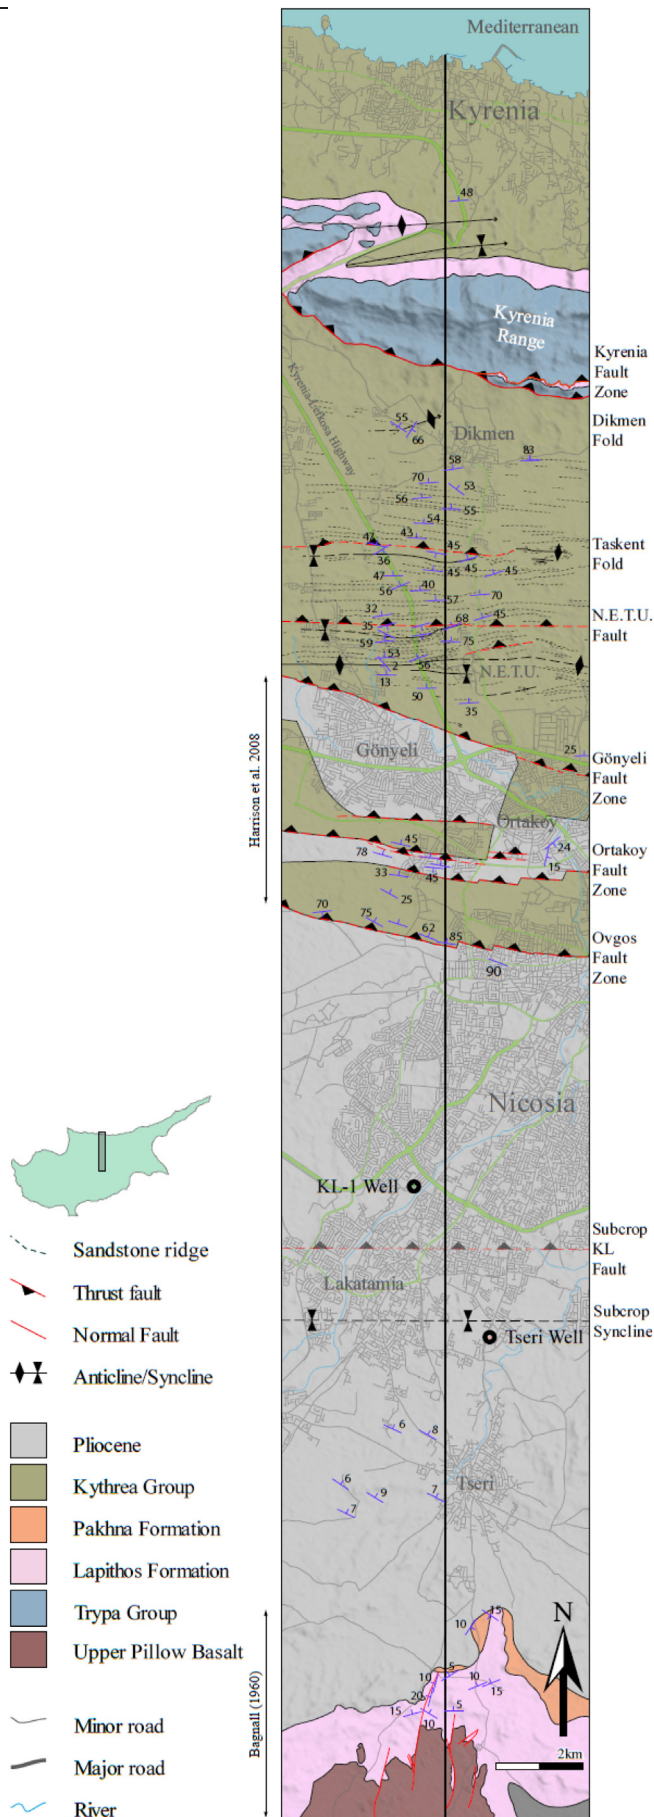 Mediterranean
Kyrenia
48
Kyrenia
Range
Kyrenia
Fault
Zone
Kyrenia-Lefkosa Highway
Dikmen
Fold
55
66
Dikmen
83
58
70
53
56
55
54
43
47
45
Taskent
Fold
36
45
45
45
47
56
40
57
70
32
45
N.E.T.U.
Fault
35
68
59
75
53
2
56
N.E.T.U.
13
50
35
Harrison et al. 2008
Gönyeli
25
Gönyeli
Fault
Zone
Ortakoy
45
78
24
Ortakoy
Fault
Zone
33
45
15
25
70
75
62
85
Ovgos
Fault
Zone
90
Nicosia
KL-1 Well
Subcrop
KL
Fault
Lakatamia
Subcrop
Syncline
Tseri Well
6
8
6
9
7
7
Tseri
Sandstone ridge
Thrust fault
Normal Fault
Anticline/Syncline
Pliocene
Kythrea Group
Pakhna Formation
Lapithos Formation
Trypa Group
Upper Pillow Basalt
Minor road
Major road
River
Bagnall (1960)
15
10
N
5
10
10
15
20
15
10
5
2km